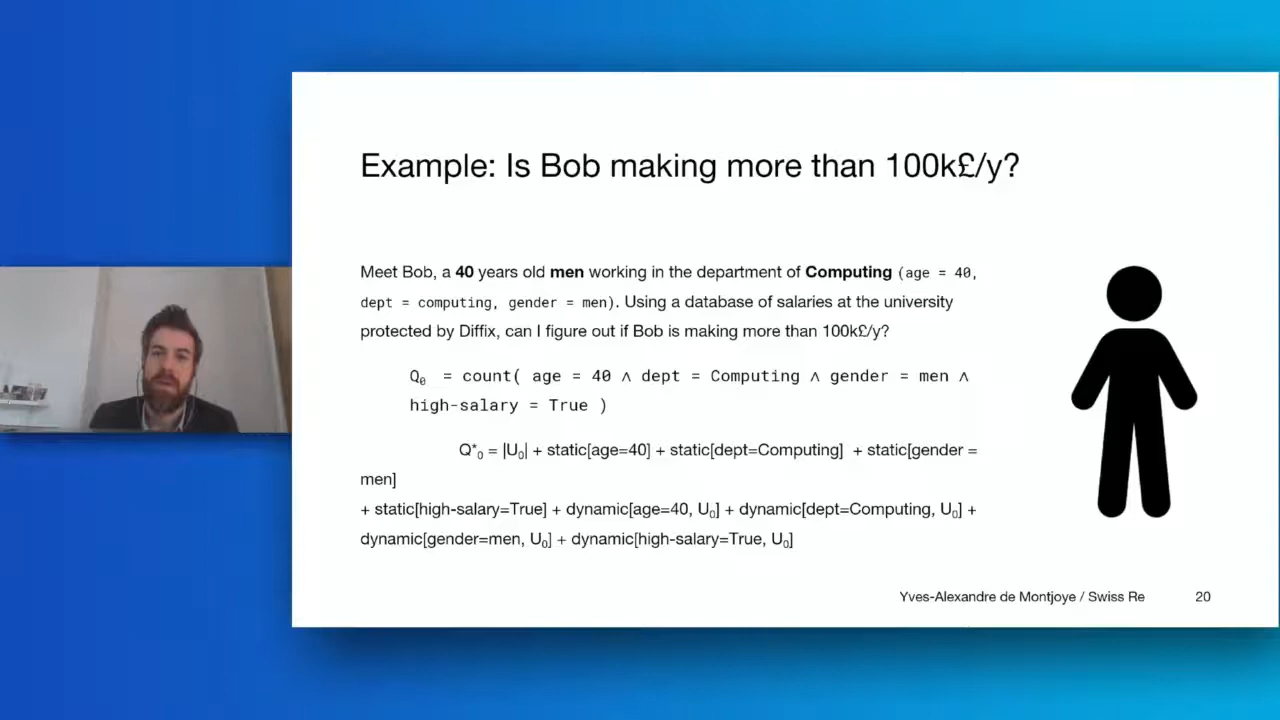 Example: Is Bob making more than 100k£/y?
Meet Bob, a 40 years old men working in the department of Computing (age = 40,
dept = computing, gender = men). Using a database of salaries at the university
protected by Diffix, can I figure out if Bob is making more than 100k£/y?
Q₀ = count( age = 40 ∧ dept = Computing ∧ gender = men ∧
high-salary = True )
Q*₀ = |U₀| + static[age=40] + static[dept=Computing] + static[gender =
men]
+ static[high-salary=True] + dynamic[age=40, U₀] + dynamic[dept=Computing, U₀] +
dynamic[gender=men, U₀] + dynamic[high-salary=True, U₀]
Yves-Alexandre de Montjoye / Swiss Re 20